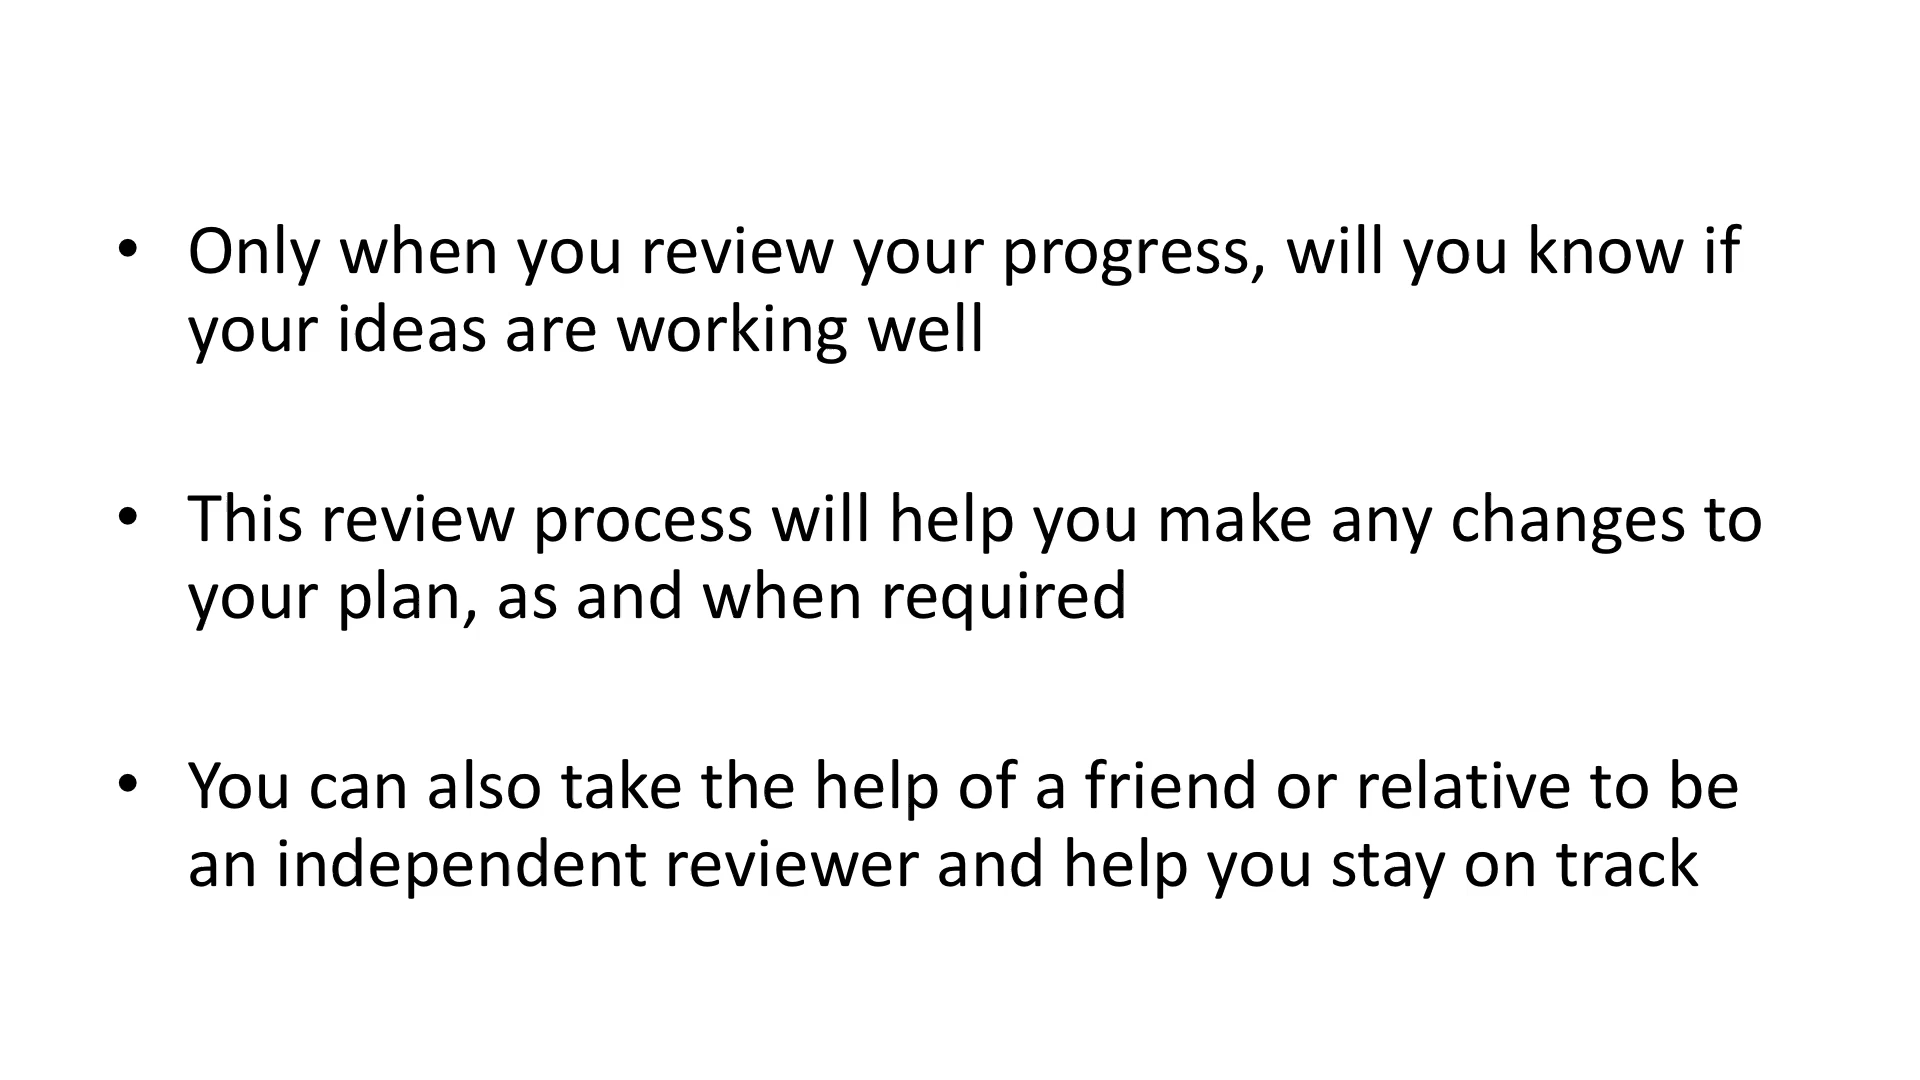 • Only when you review your progress, will you know if
your ideas are working well
• This review process will help you make any changes to
your plan, as and when required
• You can also take the help of a friend or relative to be
an independent reviewer and help you stay on track